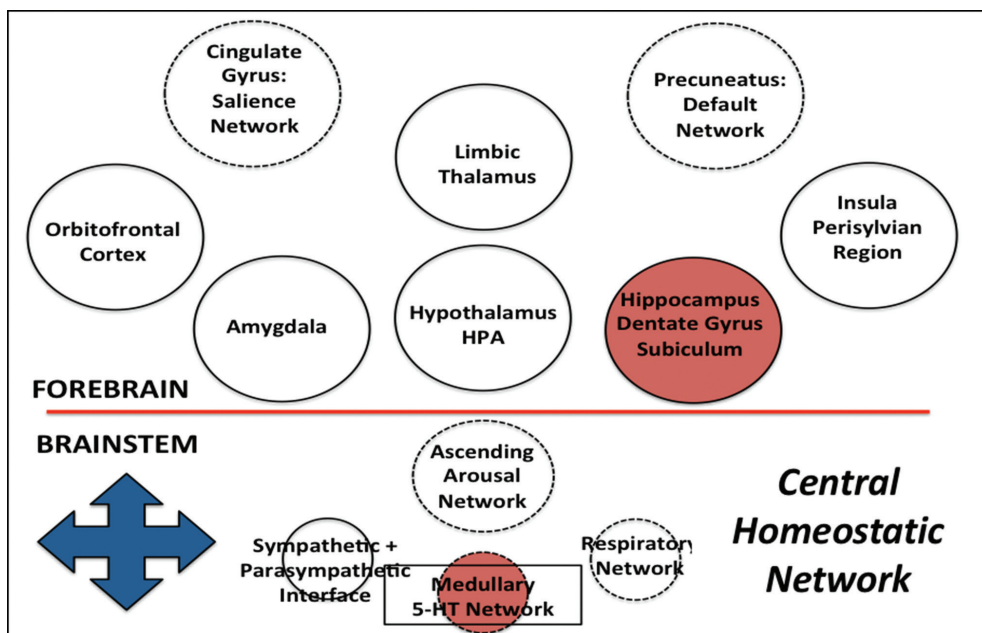 Cingulate
Gyrus:
Salience
Network
Precuneatus:
Default
Network
Limbic
Thalamus
Orbitofrontal
Cortex
Insula
Perisylvian
Region
Amygdala
Hypothalamus
HPA
Hippocampus
Dentate Gyrus
Subiculum
FOREBRAIN
BRAINSTEM
Ascending
Arousal
Network
Sympathetic +
Parasympathetic
Interface
Medullary
5-HT Network
Respiratory
Network
Central
Homeostatic
Network